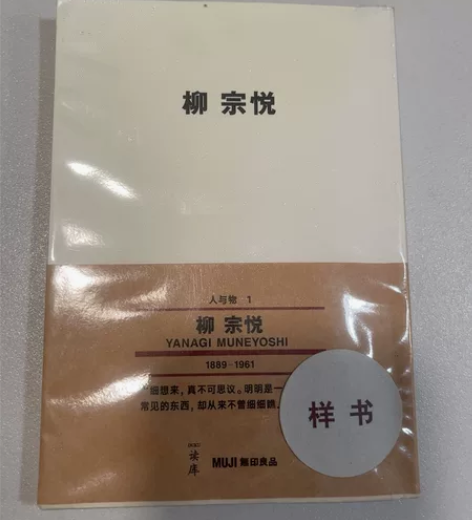 柳 宗悦
人与物 1
柳 宗悦
YANAGI MUNEYOSHI
1889-1961
“细想来，真不可思议。明明是一
常见的东西，却从来不曾细细瞧
样书
读库
MUJI 無印良品